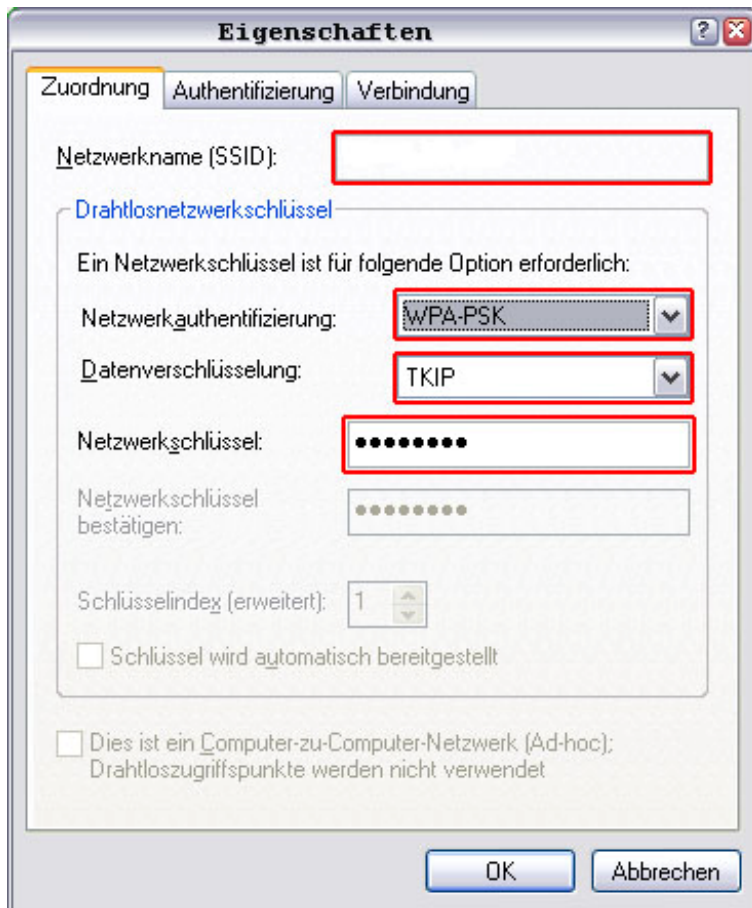 Eigenschaften
Zuordnung Authentifizierung Verbindung
Netzwerkname (SSID):
Drahtlosnetzwerkschlüssel
Ein Netzwerkschlüssel ist für folgende Option erforderlich:
Netzwerkauthentifizierung: WPA-PSK
Datenverschlüsselung: TKIP
Netzwerkschlüssel: ••••••••
Netzwerkschlüssel
bestätigen: ••••••••
Schlüsselindex (erweitert): 1
Schlüssel wird automatisch bereitgestellt
Dies ist ein Computer-zu-Computer-Netzwerk (Ad-hoc);
Drahtloszugriffspunkte werden nicht verwendet
OK Abbrechen